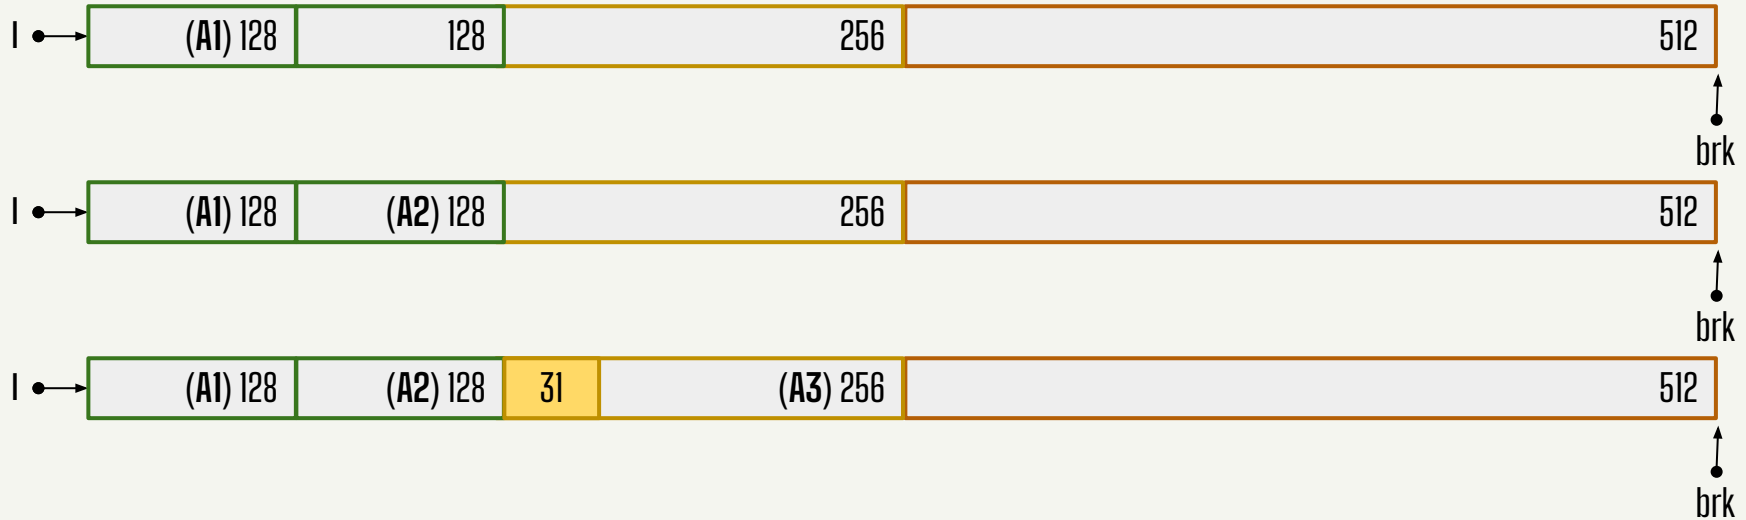 I (A1) 128 128 256 512
brk
I (A1) 128 (A2) 128 256 512
brk
I (A1) 128 (A2) 128 31 (A3) 256 512
brk